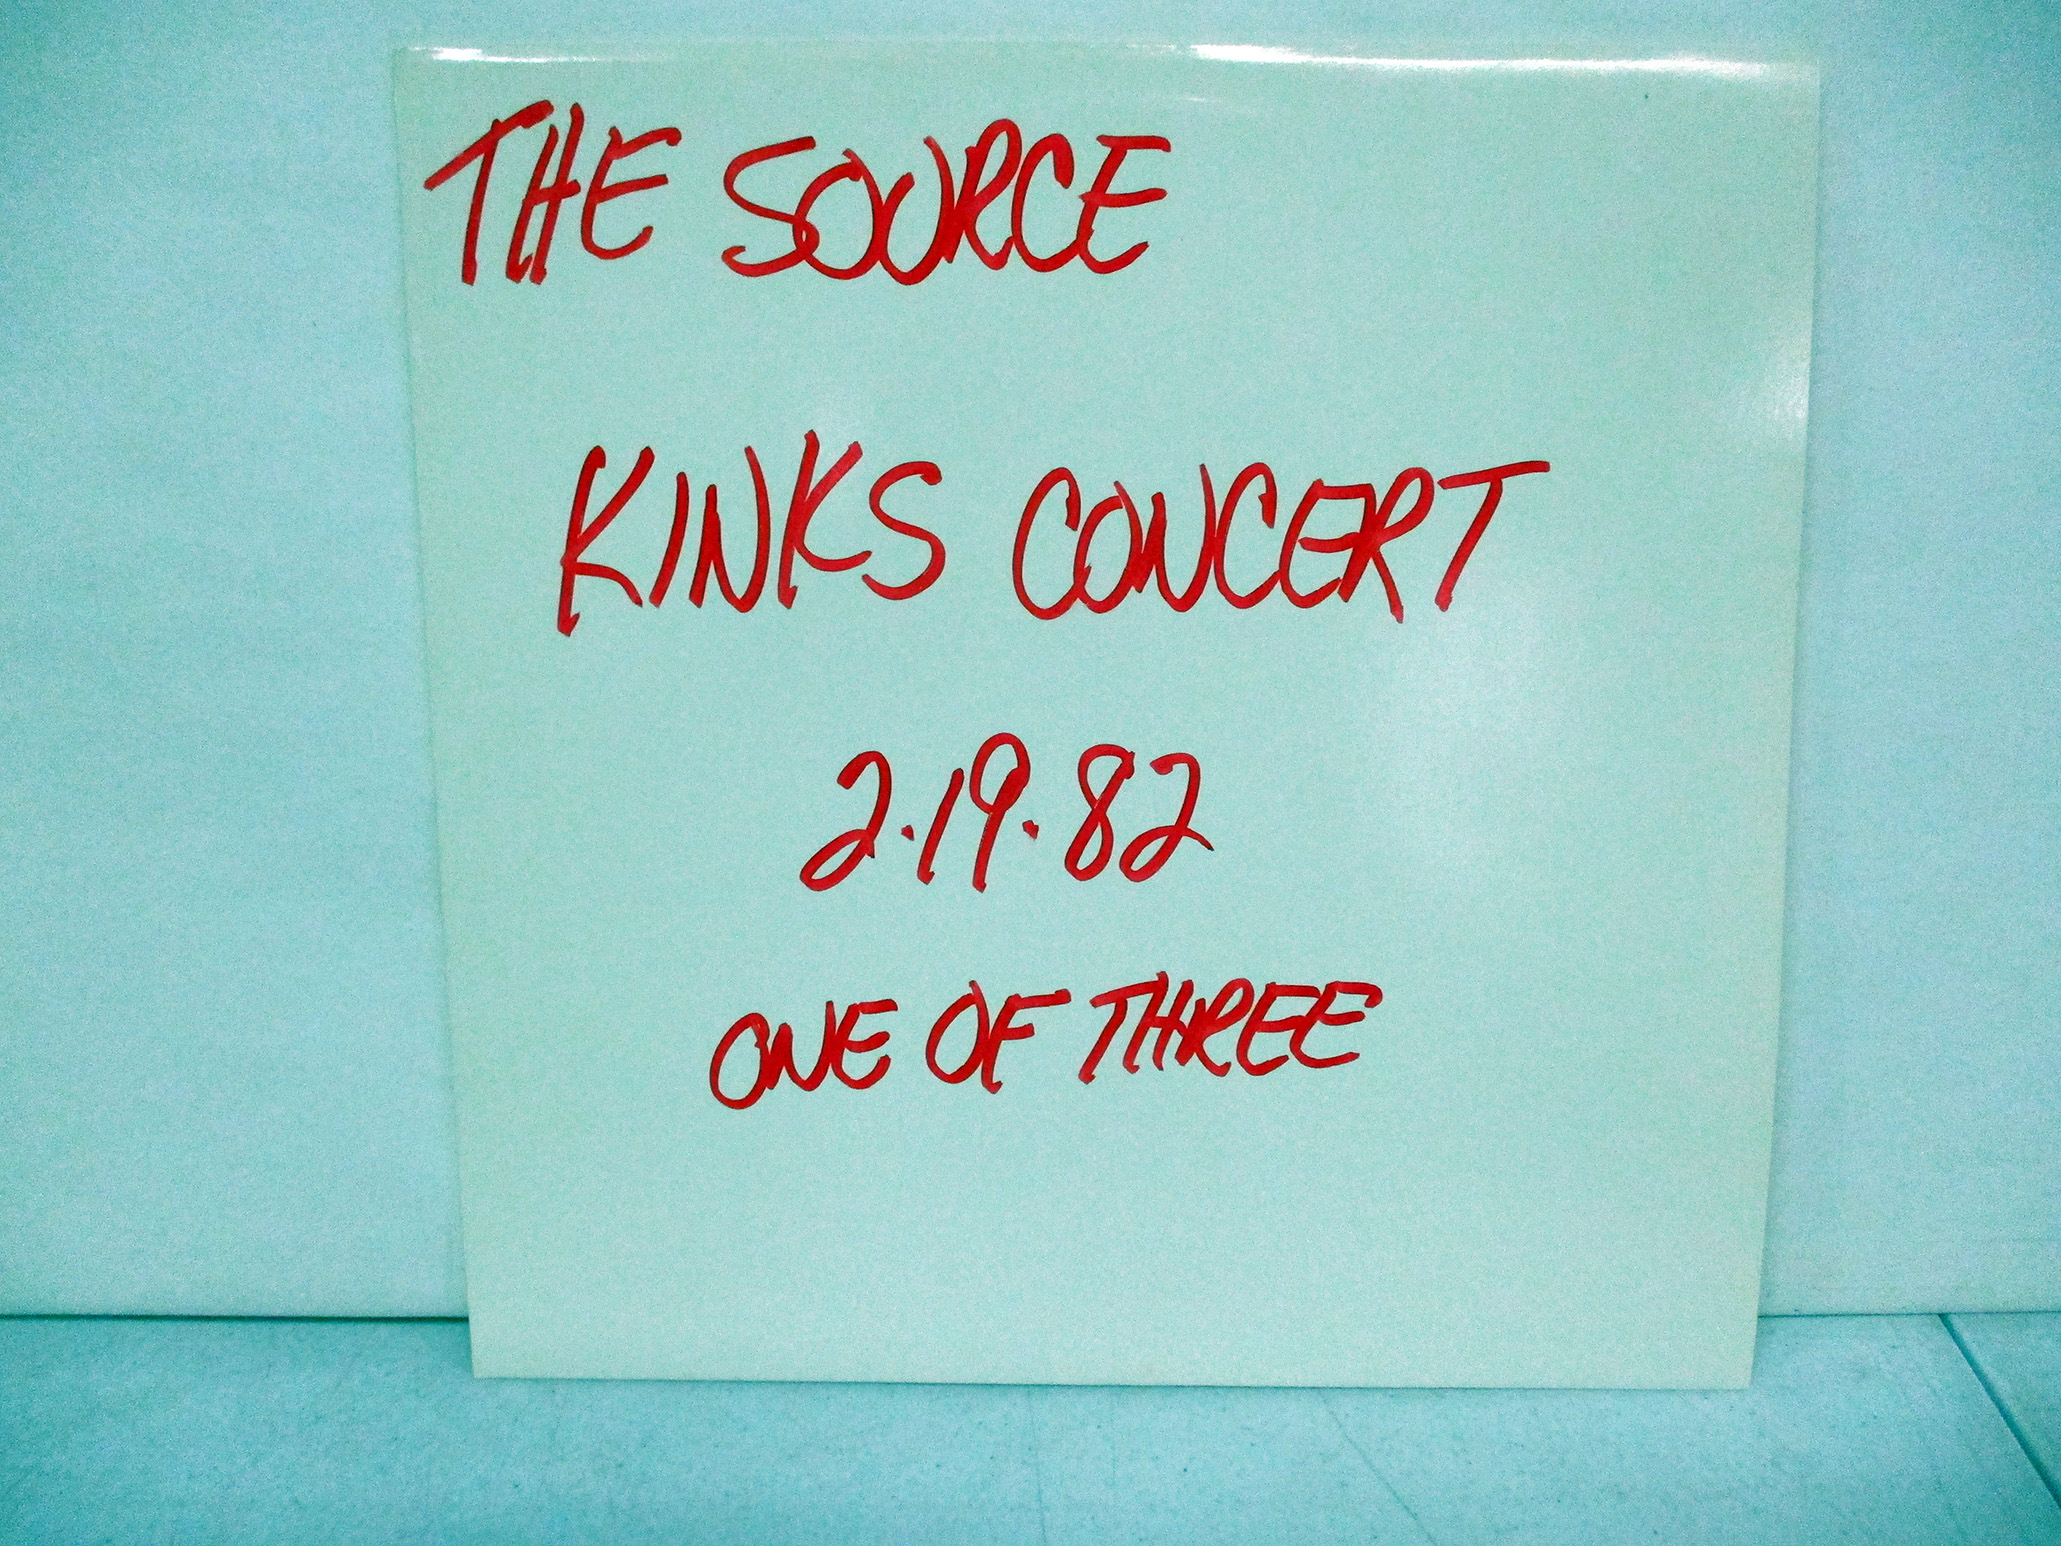 THE SOURCE
KINKS CONCERT
2.19.82
ONE OF THREE